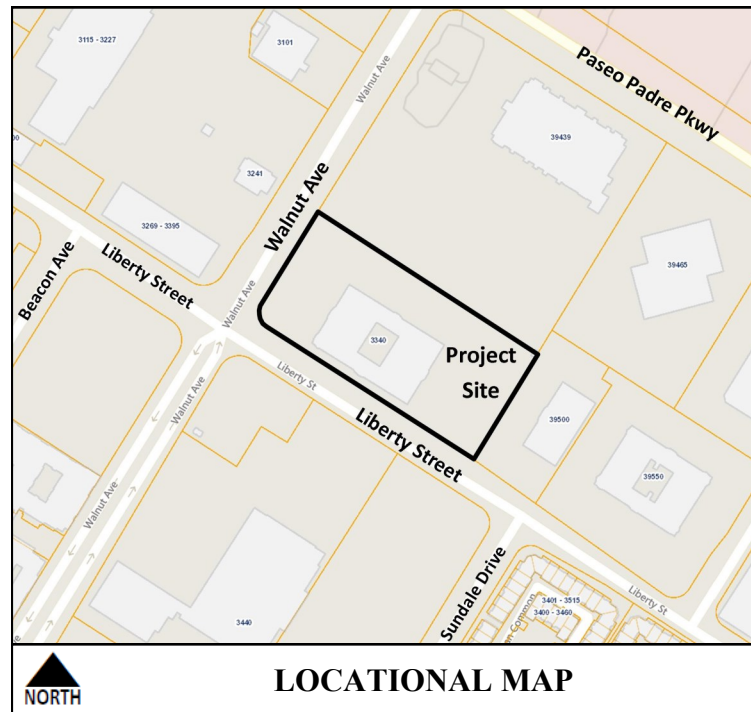 3115 - 3227
3101
Walnut Ave
Paseo Padre Pkwy
39439
3241
Walnut Ave
3269 - 3395
39465
Beacon Ave
Liberty Street
Walnut Ave
3340
Project
Site
Liberty St
39500
Walnut Ave
Liberty Street
39550
Walnut Ave
Sundale Drive
3401 - 3515
3400 - 3460
Liberty St
3440
NORTH
LOCATIONAL MAP